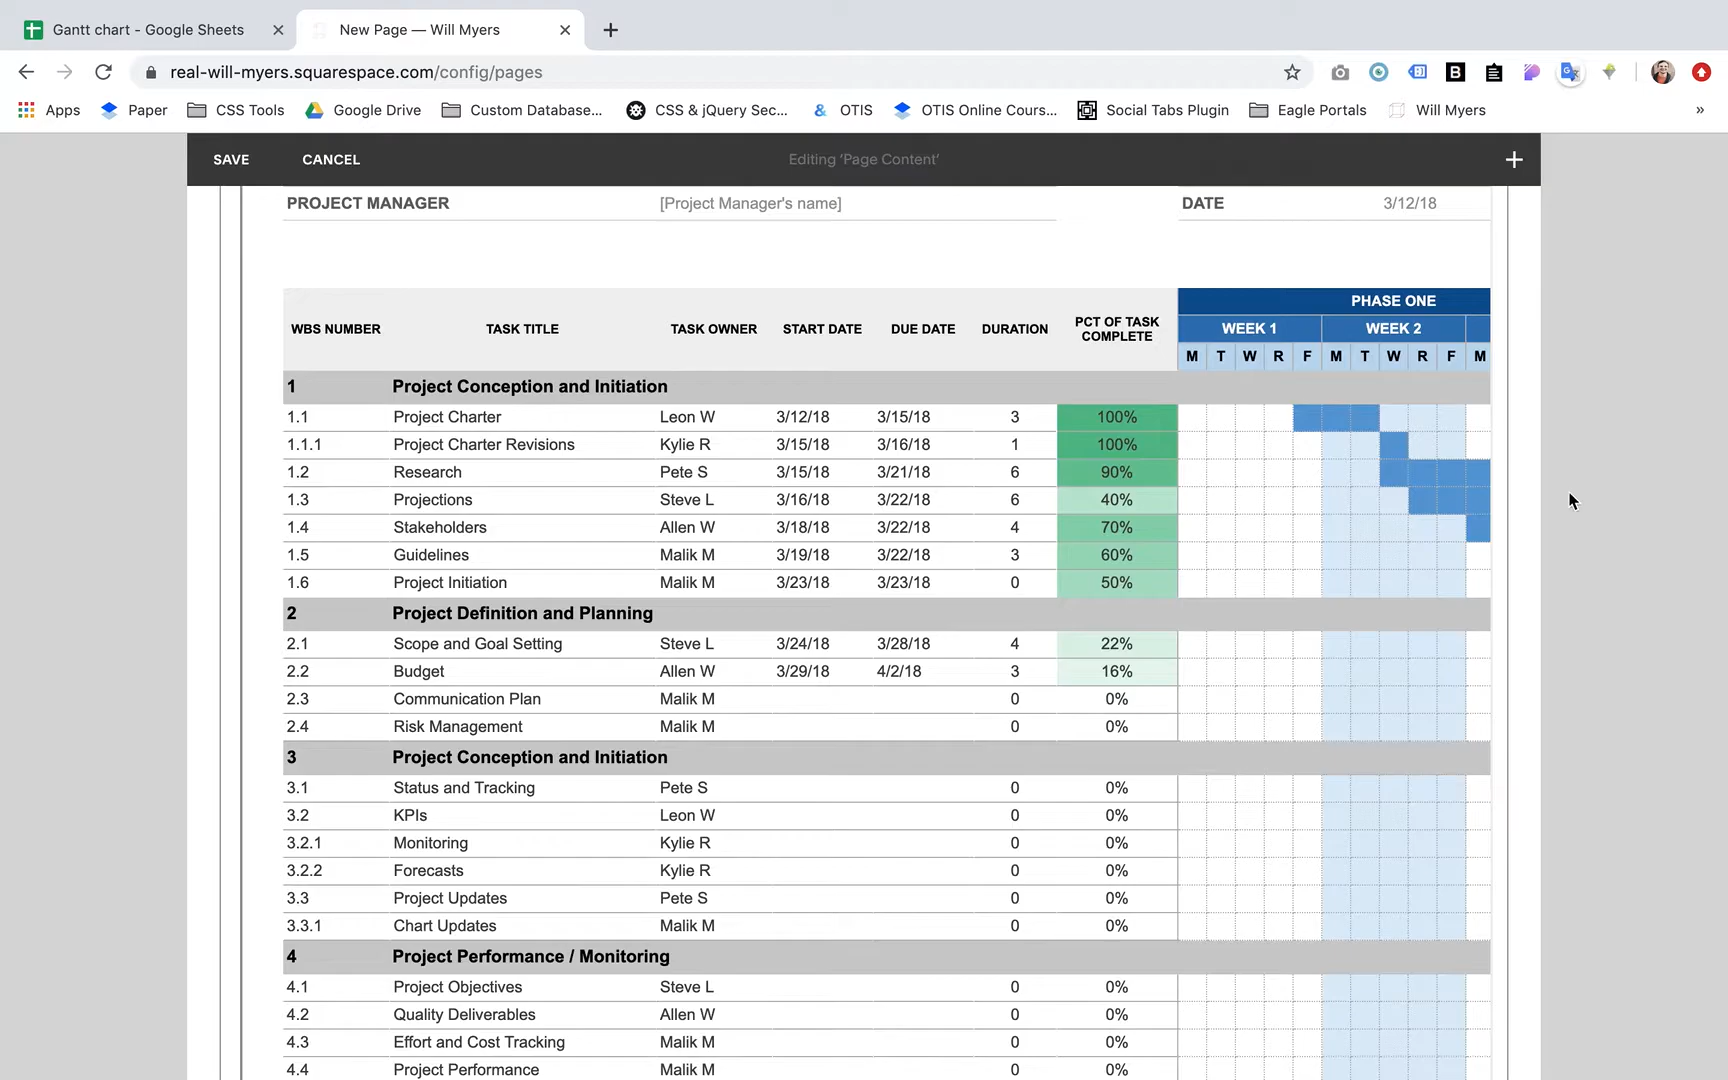 Gantt chart - Google Sheets
New Page — Will Myers
real-will-myers.squarespace.com/config/pages
Apps Paper CSS Tools Google Drive Custom Database... CSS & jQuery Sec... OTIS OTIS Online Cours... Social Tabs Plugin Eagle Portals Will Myers »
SAVE CANCEL Editing ‘Page Content’ +
PROJECT MANAGER [Project Manager's name] DATE 3/12/18
PHASE ONE
WBS NUMBER TASK TITLE TASK OWNER START DATE DUE DATE DURATION PCT OF TASK COMPLETE WEEK 1 WEEK 2
M T W R F M T W R F M
1 Project Conception and Initiation
1.1 Project Charter Leon W 3/12/18 3/15/18 3 100%
1.1.1 Project Charter Revisions Kylie R 3/15/18 3/16/18 1 100%
1.2 Research Pete S 3/15/18 3/21/18 6 90%
1.3 Projections Steve L 3/16/18 3/22/18 6 40%
1.4 Stakeholders Allen W 3/18/18 3/22/18 4 70%
1.5 Guidelines Malik M 3/19/18 3/22/18 3 60%
1.6 Project Initiation Malik M 3/23/18 3/23/18 0 50%
2 Project Definition and Planning
2.1 Scope and Goal Setting Steve L 3/24/18 3/28/18 4 22%
2.2 Budget Allen W 3/29/18 4/2/18 3 16%
2.3 Communication Plan Malik M 0 0%
2.4 Risk Management Malik M 0 0%
3 Project Conception and Initiation
3.1 Status and Tracking Pete S 0 0%
3.2 KPIs Leon W 0 0%
3.2.1 Monitoring Kylie R 0 0%
3.2.2 Forecasts Kylie R 0 0%
3.3 Project Updates Pete S 0 0%
3.3.1 Chart Updates Malik M 0 0%
4 Project Performance / Monitoring
4.1 Project Objectives Steve L 0 0%
4.2 Quality Deliverables Allen W 0 0%
4.3 Effort and Cost Tracking Malik M 0 0%
4.4 Project Performance Malik M 0 0%